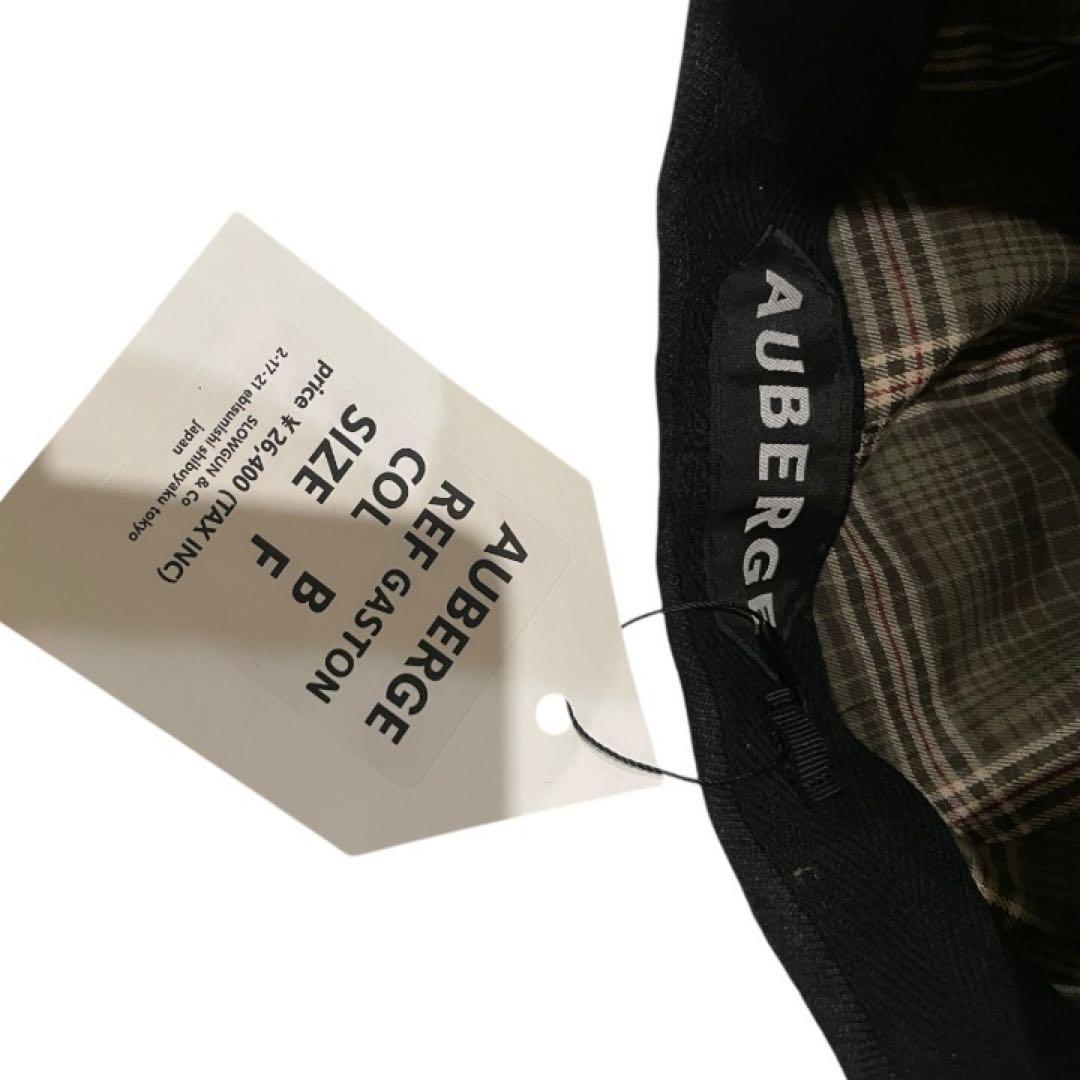 AUBERGE
REF GASTON
COL B
SIZE F
price ¥26,400 (TAX INC)
SLOWGUN & Co
2-17-21 ebisunishi shibuyaku tokyo
japan
AUBERGE